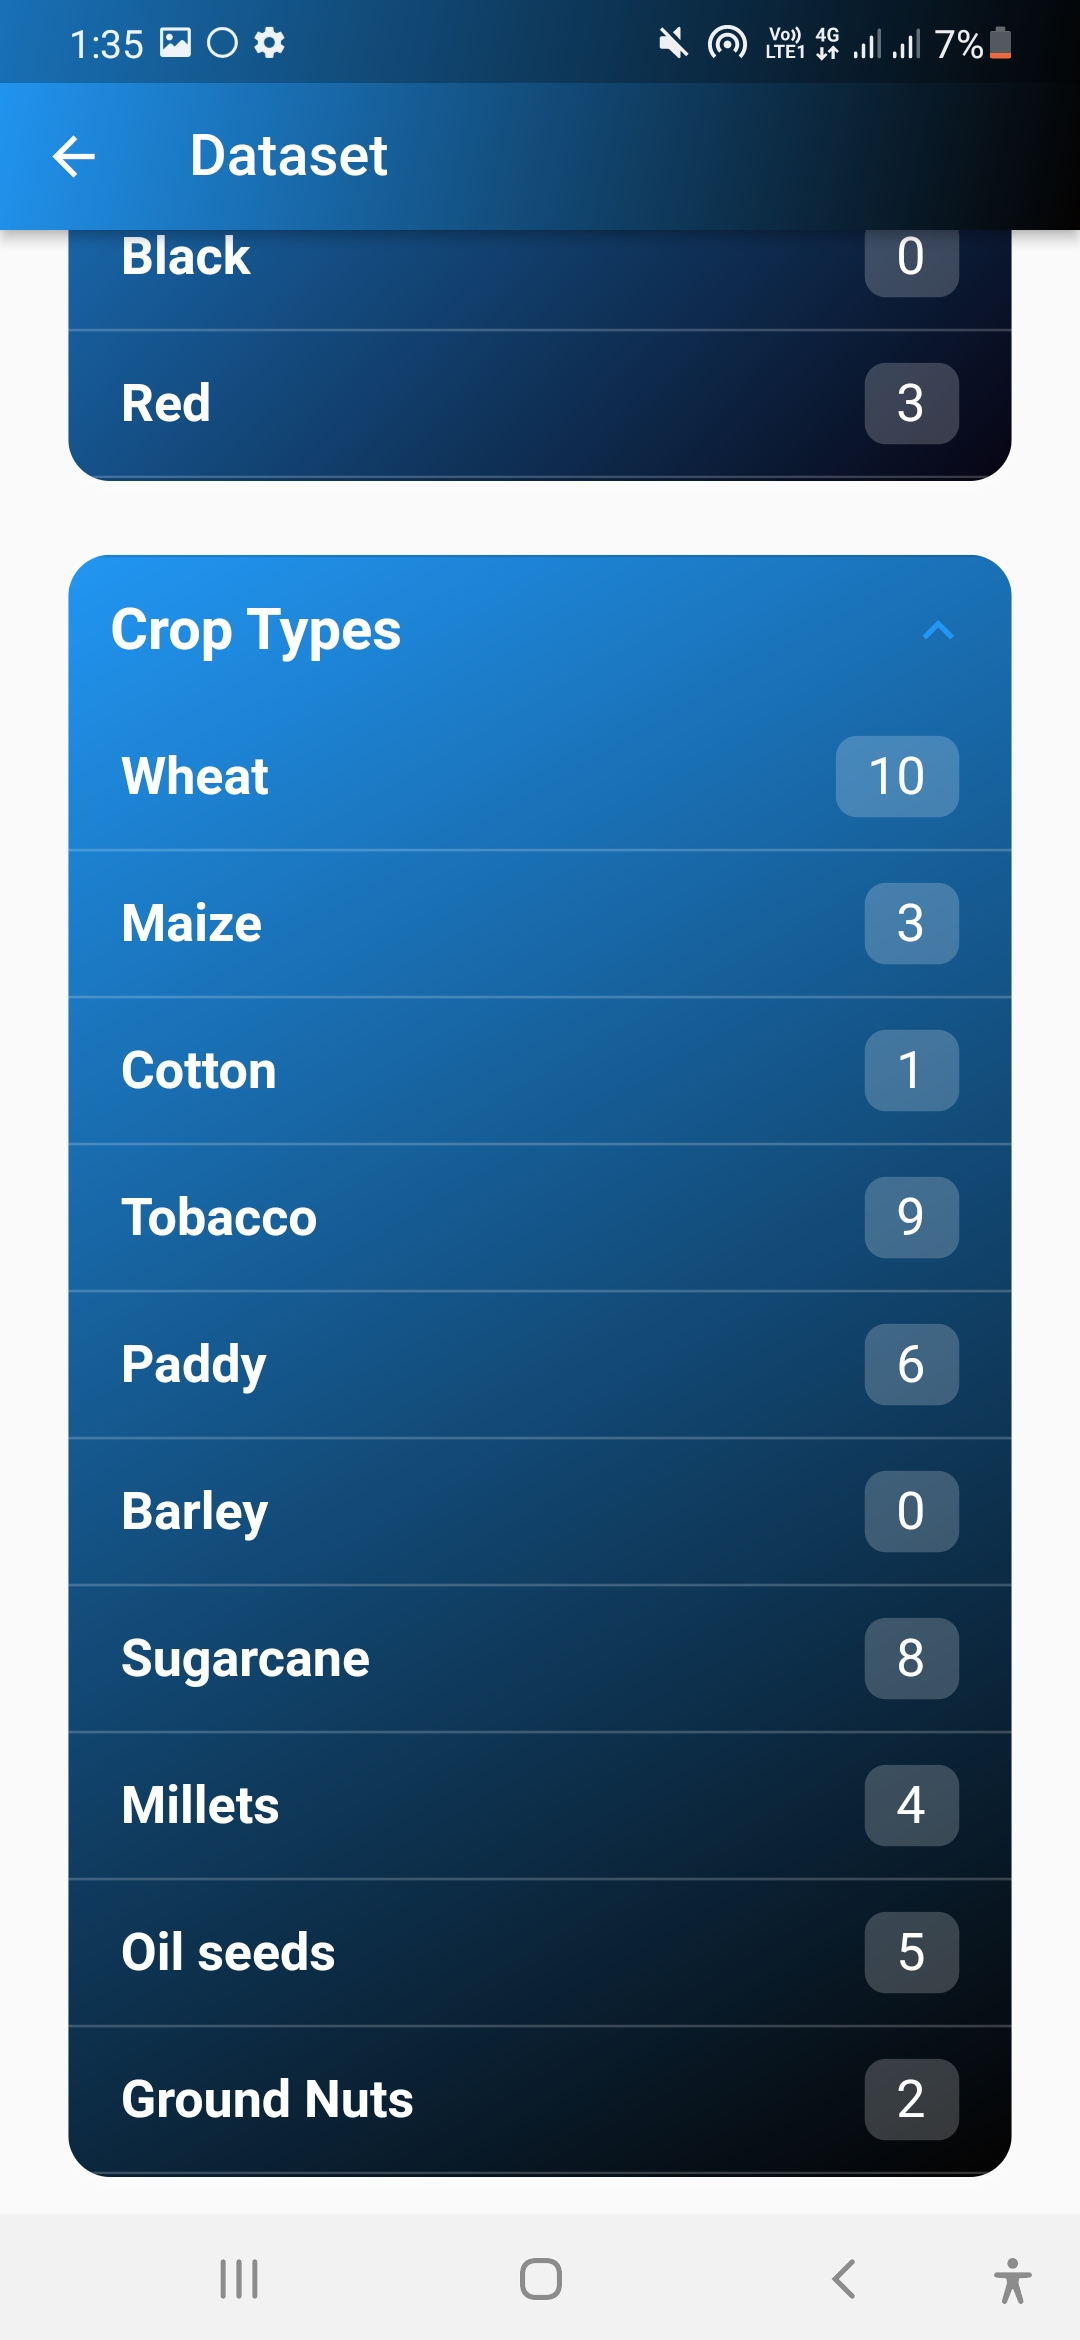 1:35 Vo)) LTE1 4G 7%
Dataset
Black 0
Red 3
Crop Types
Wheat 10
Maize 3
Cotton 1
Tobacco 9
Paddy 6
Barley 0
Sugarcane 8
Millets 4
Oil seeds 5
Ground Nuts 2